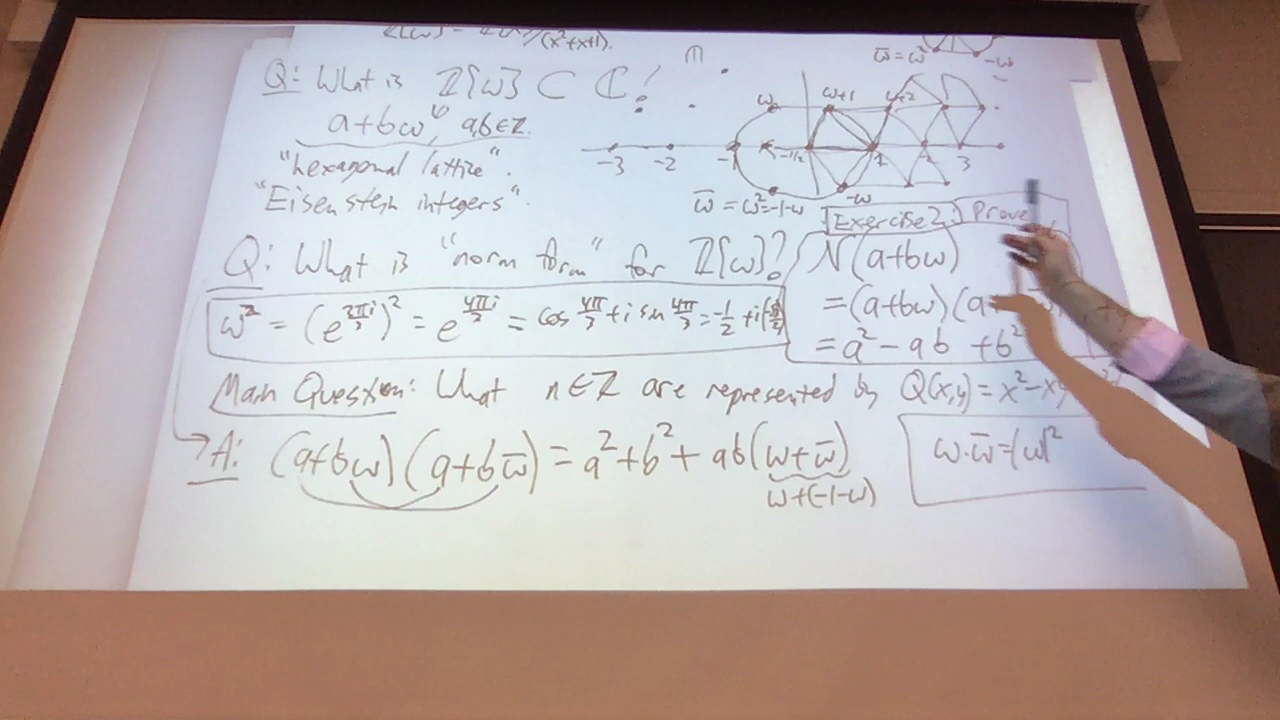 /(x²+x+1).
Q: What is ℤ[ω] ⊂ ℂ!
a+bω, a,b∈ℤ.
"hexagonal lattice".
"Eisenstein integers".
ω̄=ω² -ω
ω ω+1 ω+2
-3 -2 -1 -1/2 1 2 3
ω̄=ω²=-1-ω -ω
Exercise 2: Prove
Q: What is "norm form" for ℤ[ω]?
N(a+bω)
=(a+bω)(a
=a²-ab+b²
ω² = (e^{2πi/3})² = e^{4πi/3} = cos 4π/3 + i sin 4π/3 = -1/2 + i(
Main Question: What n∈ℤ are represented by Q(x,y)=x²-xy
A: (a+bω)(a+bω̄)=a²+b²+ab(ω+ω̄)
ω+(-1-ω)
ω·ω̄=|ω|²